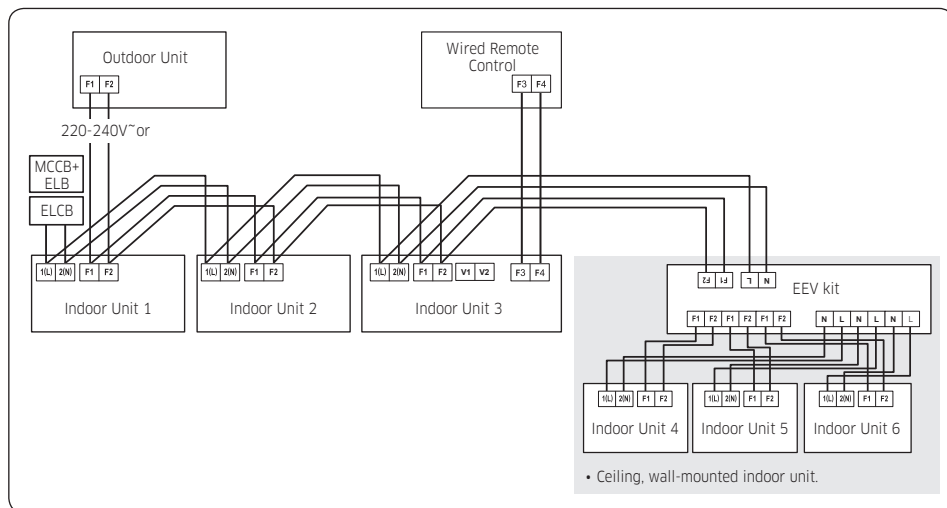 Outdoor Unit
F1 F2
Wired Remote
Control
F3 F4
220-240V~or
MCCB+
ELB
ELCB
1(L) 2(N) F1 F2
Indoor Unit 1
1(L) 2(N) F1 F2
Indoor Unit 2
1(L) 2(N) F1 F2 V1 V2 F3 F4
Indoor Unit 3
F2 F1 L N
EEV kit
F1 F2 F1 F2 F1 F2 N L N L N L
1(L) 2(N) F1 F2
Indoor Unit 4
1(L) 2(N) F1 F2
Indoor Unit 5
1(L) 2(N) F1 F2
Indoor Unit 6
• Ceiling, wall-mounted indoor unit.